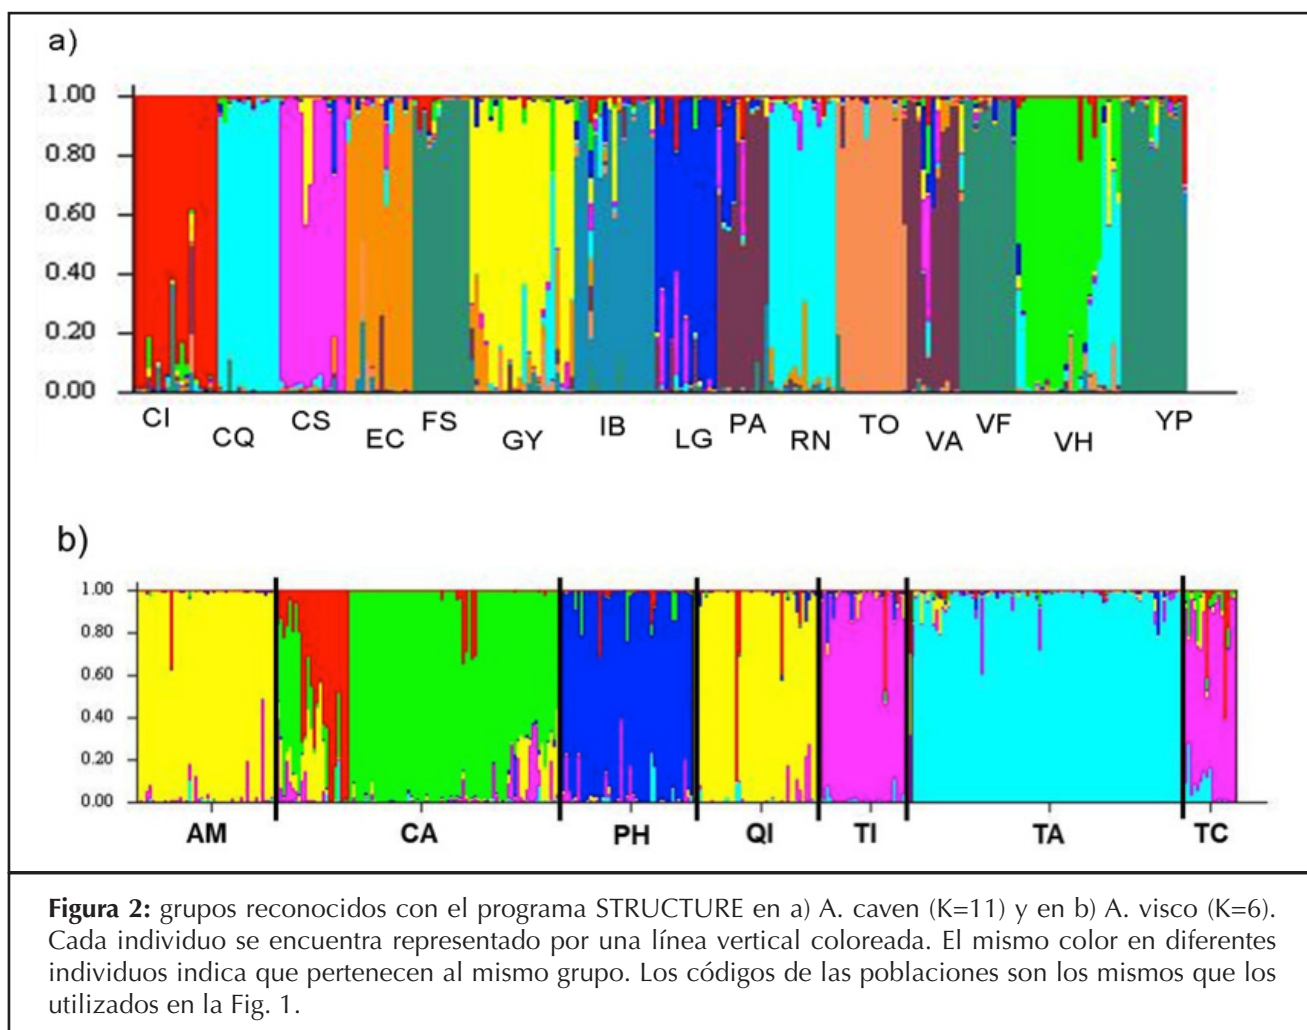 a)
1.00
0.80
0.60
0.40
0.20
0.00
CI CQ CS EC FS GY IB LG PA RN TO VA VF VH YP
b)
1.00
0.80
0.60
0.40
0.20
0.00
AM CA PH QI TI TA TC
Figura 2: grupos reconocidos con el programa STRUCTURE en a) A. caven (K=11) y en b) A. visco (K=6).
Cada individuo se encuentra representado por una línea vertical coloreada. El mismo color en diferentes
individuos indica que pertenecen al mismo grupo. Los códigos de las poblaciones son los mismos que los
utilizados en la Fig. 1.